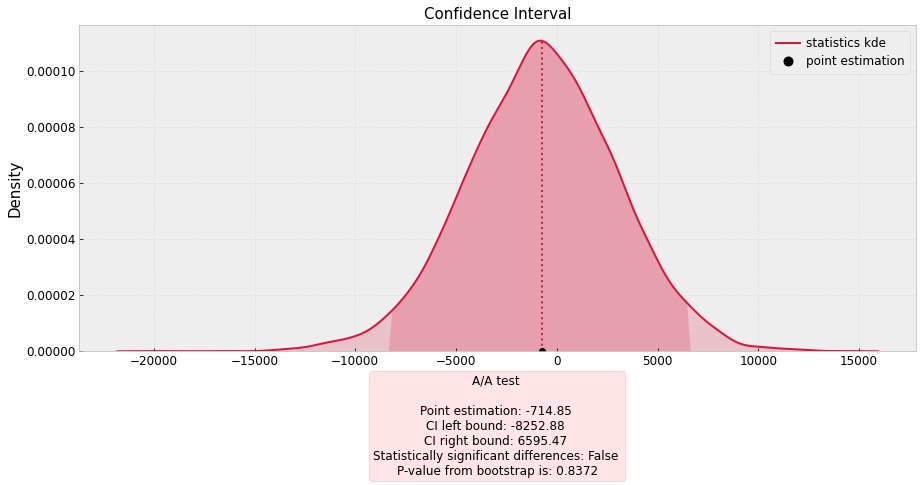 Confidence Interval
statistics kde
point estimation
Density
0.00010
0.00008
0.00006
0.00004
0.00002
0.00000
−20000
−15000
−10000
−5000
0
5000
10000
15000
A/A test
Point estimation: -714.85
CI left bound: -8252.88
CI right bound: 6595.47
Statistically significant differences: False
P-value from bootstrap is: 0.8372